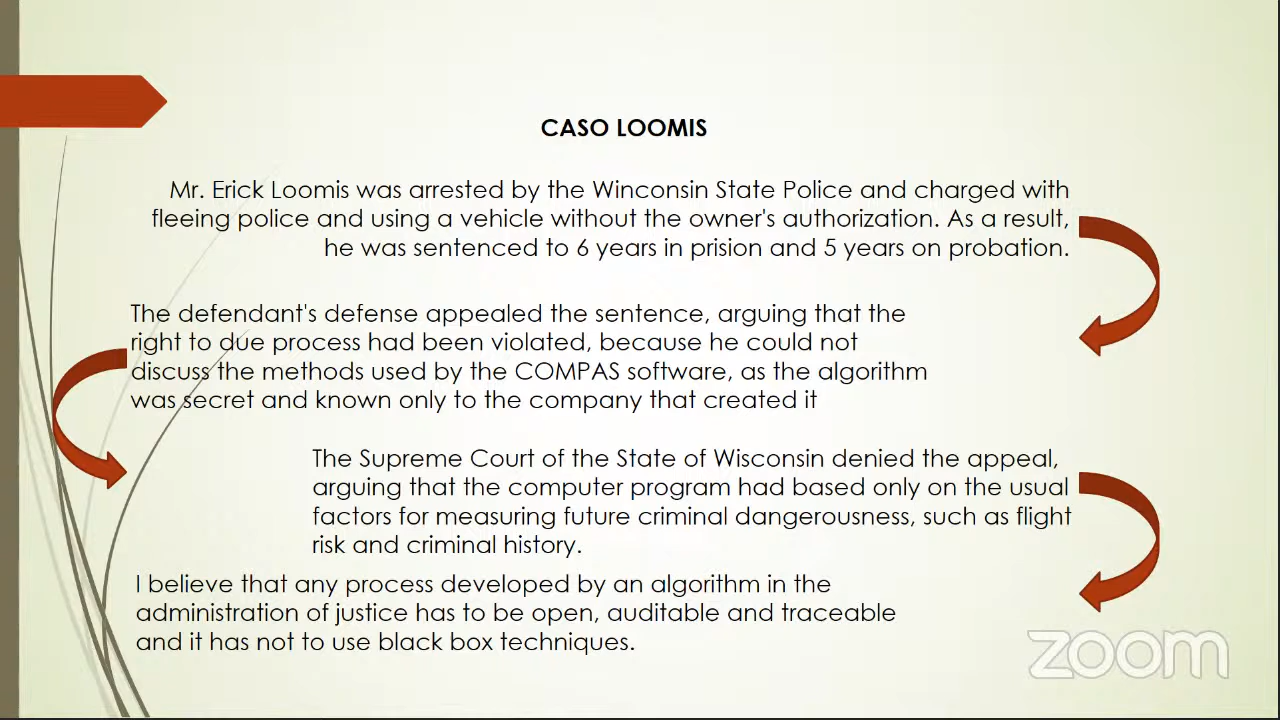 CASO LOOMIS
Mr. Erick Loomis was arrested by the Winconsin State Police and charged with
fleeing police and using a vehicle without the owner's authorization. As a result,
he was sentenced to 6 years in prision and 5 years on probation.
The defendant's defense appealed the sentence, arguing that the
right to due process had been violated, because he could not
discuss the methods used by the COMPAS software, as the algorithm
was secret and known only to the company that created it
The Supreme Court of the State of Wisconsin denied the appeal,
arguing that the computer program had based only on the usual
factors for measuring future criminal dangerousness, such as flight
risk and criminal history.
I believe that any process developed by an algorithm in the
administration of justice has to be open, auditable and traceable
and it has not to use black box techniques.
zoom